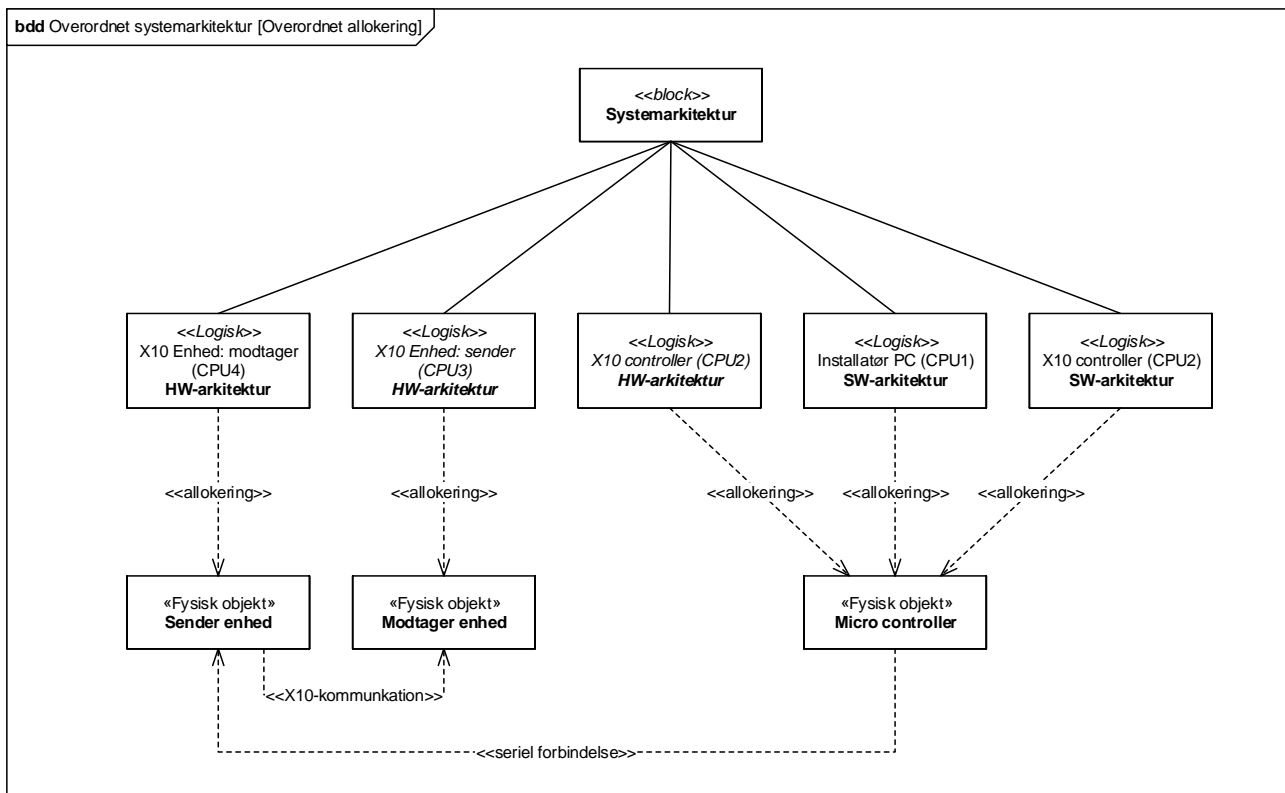 bdd Overordnet systemarkitektur [Overordnet allokering]
<<block>>
Systemarkitektur
<<Logisk>>
X10 Enhed: modtager
(CPU4)
HW-arkitektur
<<Logisk>>
X10 Enhed: sender
(CPU3)
HW-arkitektur
<<Logisk>>
X10 controller (CPU2)
HW-arkitektur
<<Logisk>>
Installatør PC (CPU1)
SW-arkitektur
<<Logisk>>
X10 controller (CPU2)
SW-arkitektur
<<allokering>>
<<allokering>>
<<allokering>>
<<allokering>>
<<allokering>>
«Fysisk objekt»
Sender enhed
«Fysisk objekt»
Modtager enhed
«Fysisk objekt»
Micro controller
<<X10-kommunkation>>
<<seriel forbindelse>>